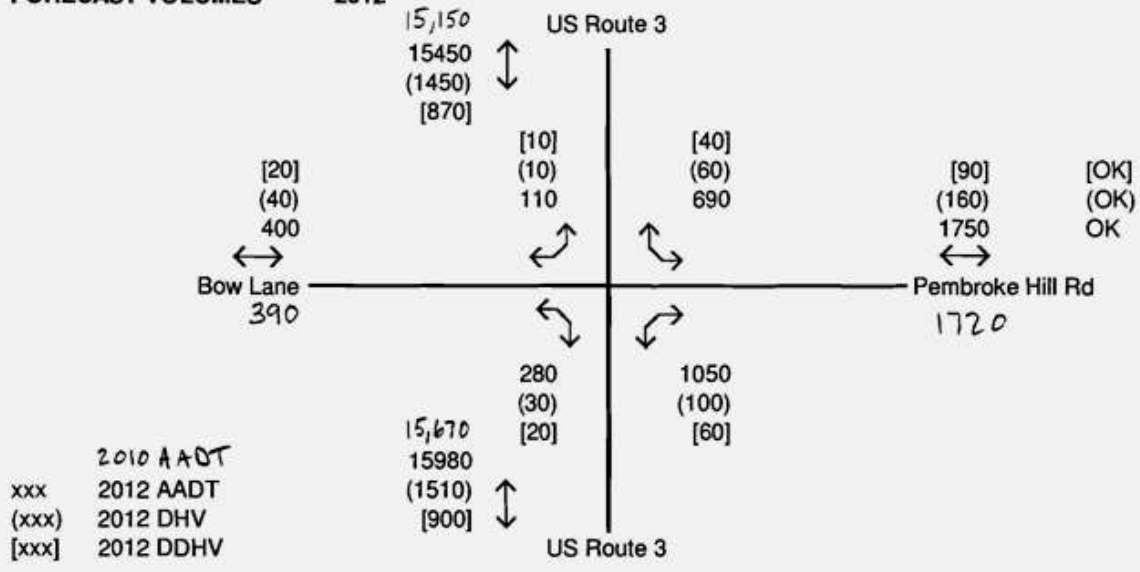 FORECAST VOLUMES 2012
15,150
US Route 3
15450
(1450)
[870]
[10]
(10)
110
[40]
(60)
690
[20]
(40)
400
[90] [OK]
(160) (OK)
1750 OK
Bow Lane
390
Pembroke Hill Rd
1720
280
(30)
[20]
1050
(100)
[60]
15,670
15980
(1510)
[900]
US Route 3
2010 AADT
xxx 2012 AADT
(xxx) 2012 DHV
[xxx] 2012 DDHV